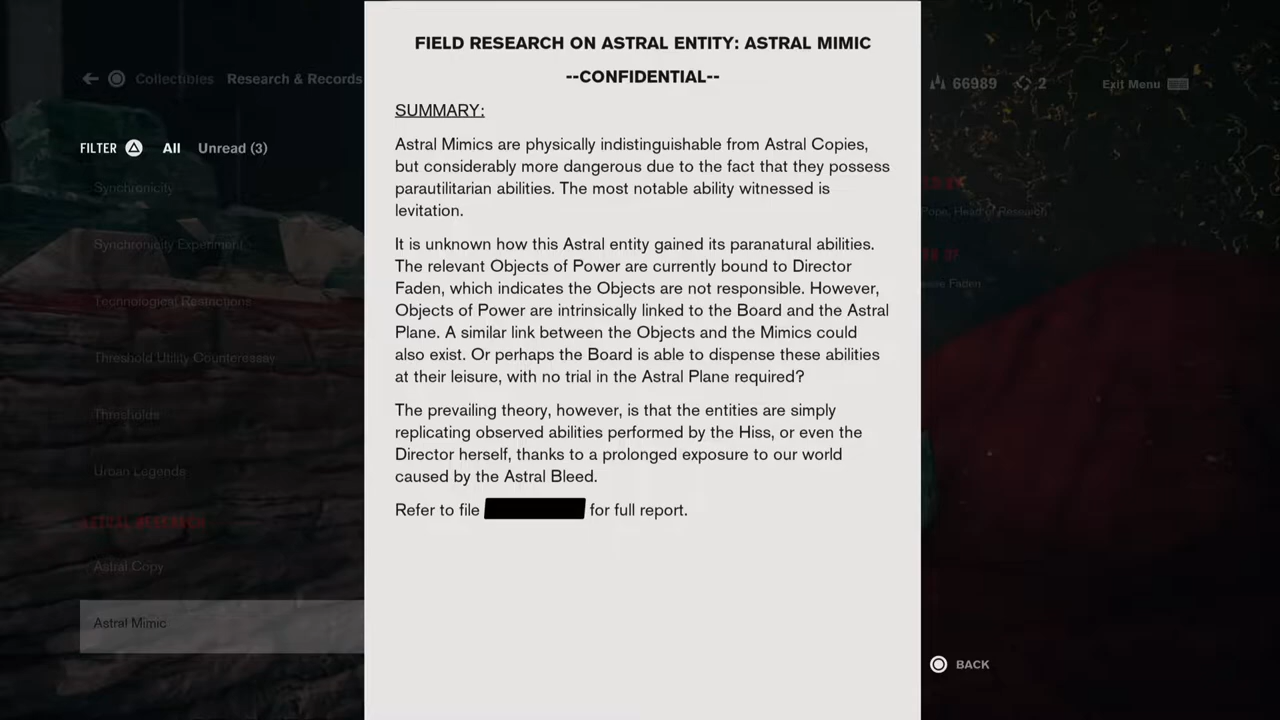 FIELD RESEARCH ON ASTRAL ENTITY: ASTRAL MIMIC
--CONFIDENTIAL--
Collectibles Research & Records
66989 2 Exit Menu
SUMMARY:
FILTER All Unread (3)
Astral Mimics are physically indistinguishable from Astral Copies,
but considerably more dangerous due to the fact that they possess
parautilitarian abilities. The most notable ability witnessed is
levitation.
It is unknown how this Astral entity gained its paranatural abilities.
The relevant Objects of Power are currently bound to Director
Faden, which indicates the Objects are not responsible. However,
Objects of Power are intrinsically linked to the Board and the Astral
Plane. A similar link between the Objects and the Mimics could
also exist. Or perhaps the Board is able to dispense these abilities
at their leisure, with no trial in the Astral Plane required?
The prevailing theory, however, is that the entities are simply
replicating observed abilities performed by the Hiss, or even the
Director herself, thanks to a prolonged exposure to our world
caused by the Astral Bleed.
Refer to file for full report.
Synchronicity
Synchronicity Experiment
Technological Restrictions
Threshold Utility Counteressay
Thresholds
Urban Legends
Astral Copy
Astral Mimic
Pope, Head of Research
Faden
BACK